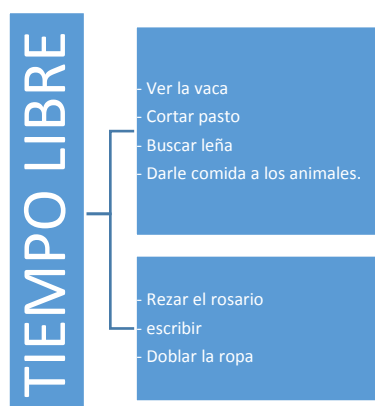 TIEMPO LIBRE
- Ver la vaca
- Cortar pasto
- Buscar leña
- Darle comida a los animales.
- Rezar el rosario
- escribir
- Doblar la ropa